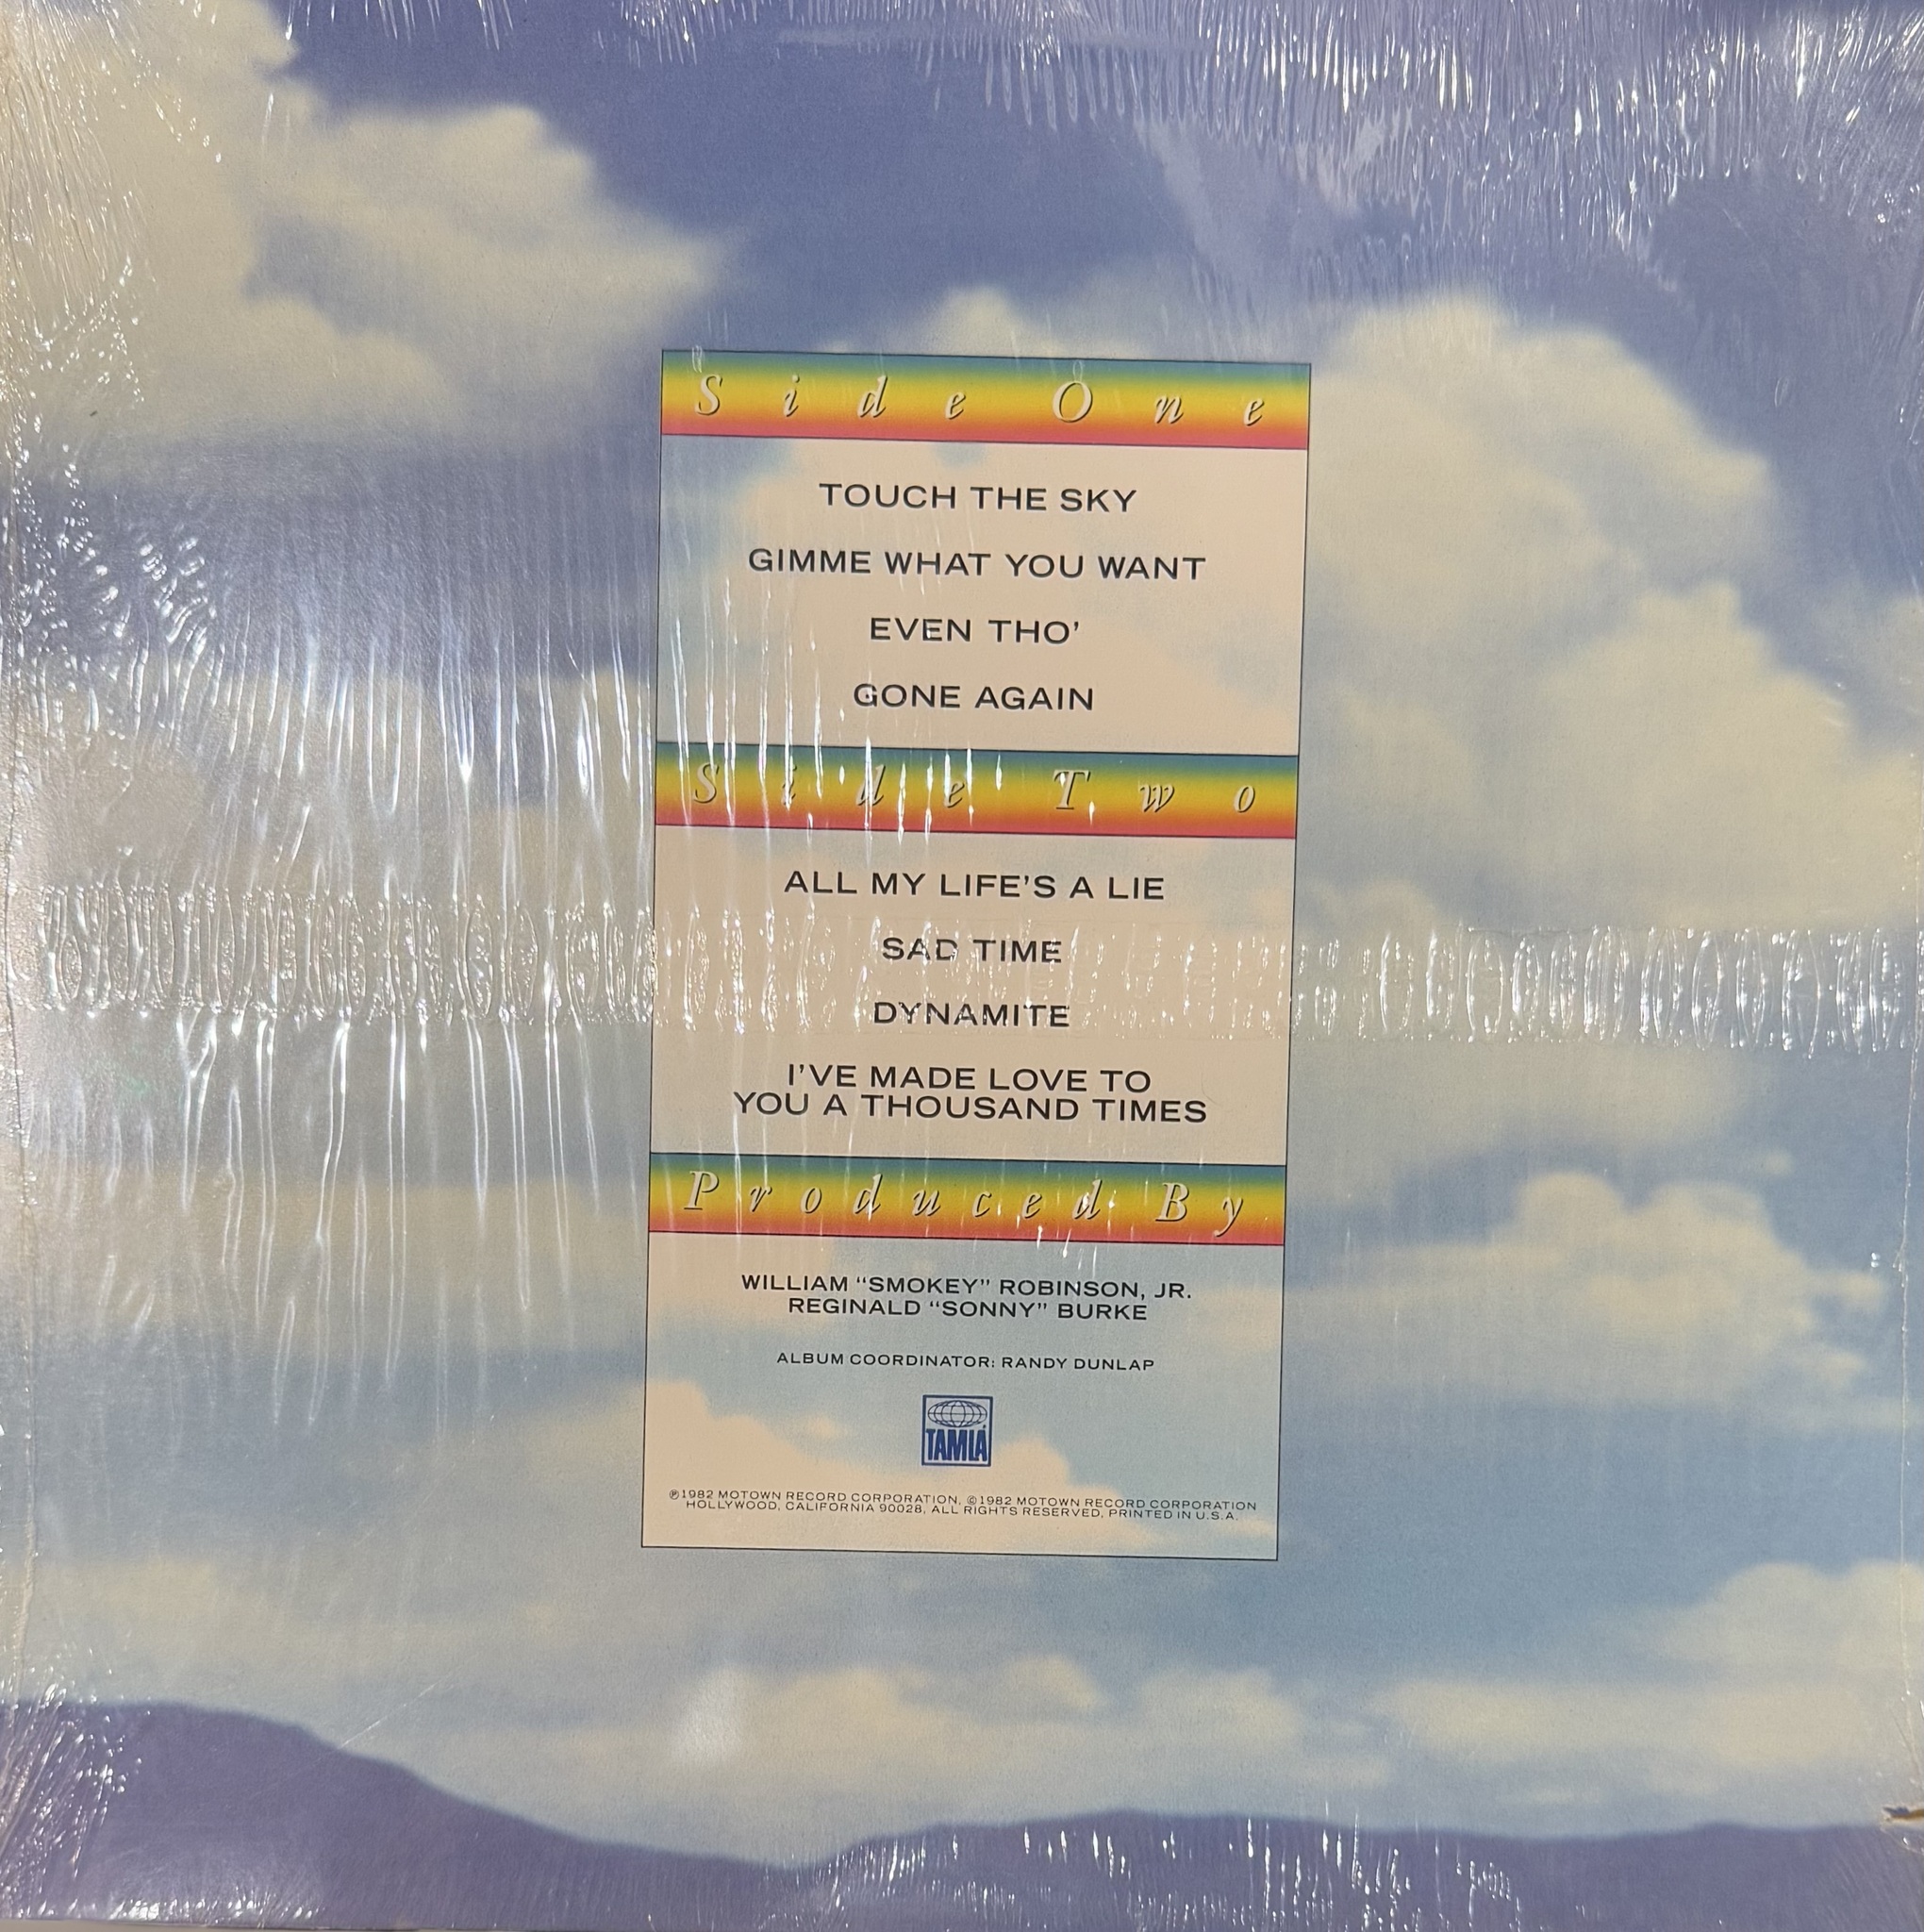 Side One
TOUCH THE SKY
GIMME WHAT YOU WANT
EVEN THO'
GONE AGAIN
Side Two
ALL MY LIFE'S A LIE
SAD TIME
DYNAMITE
I'VE MADE LOVE TO
YOU A THOUSAND TIMES
Produced By
WILLIAM “SMOKEY” ROBINSON, JR.
REGINALD “SONNY” BURKE
ALBUM COORDINATOR: RANDY DUNLAP
TAMLA
℗1982 MOTOWN RECORD CORPORATION, ©1982 MOTOWN RECORD CORPORATION
HOLLYWOOD, CALIFORNIA 90028, ALL RIGHTS RESERVED, PRINTED IN U.S.A.